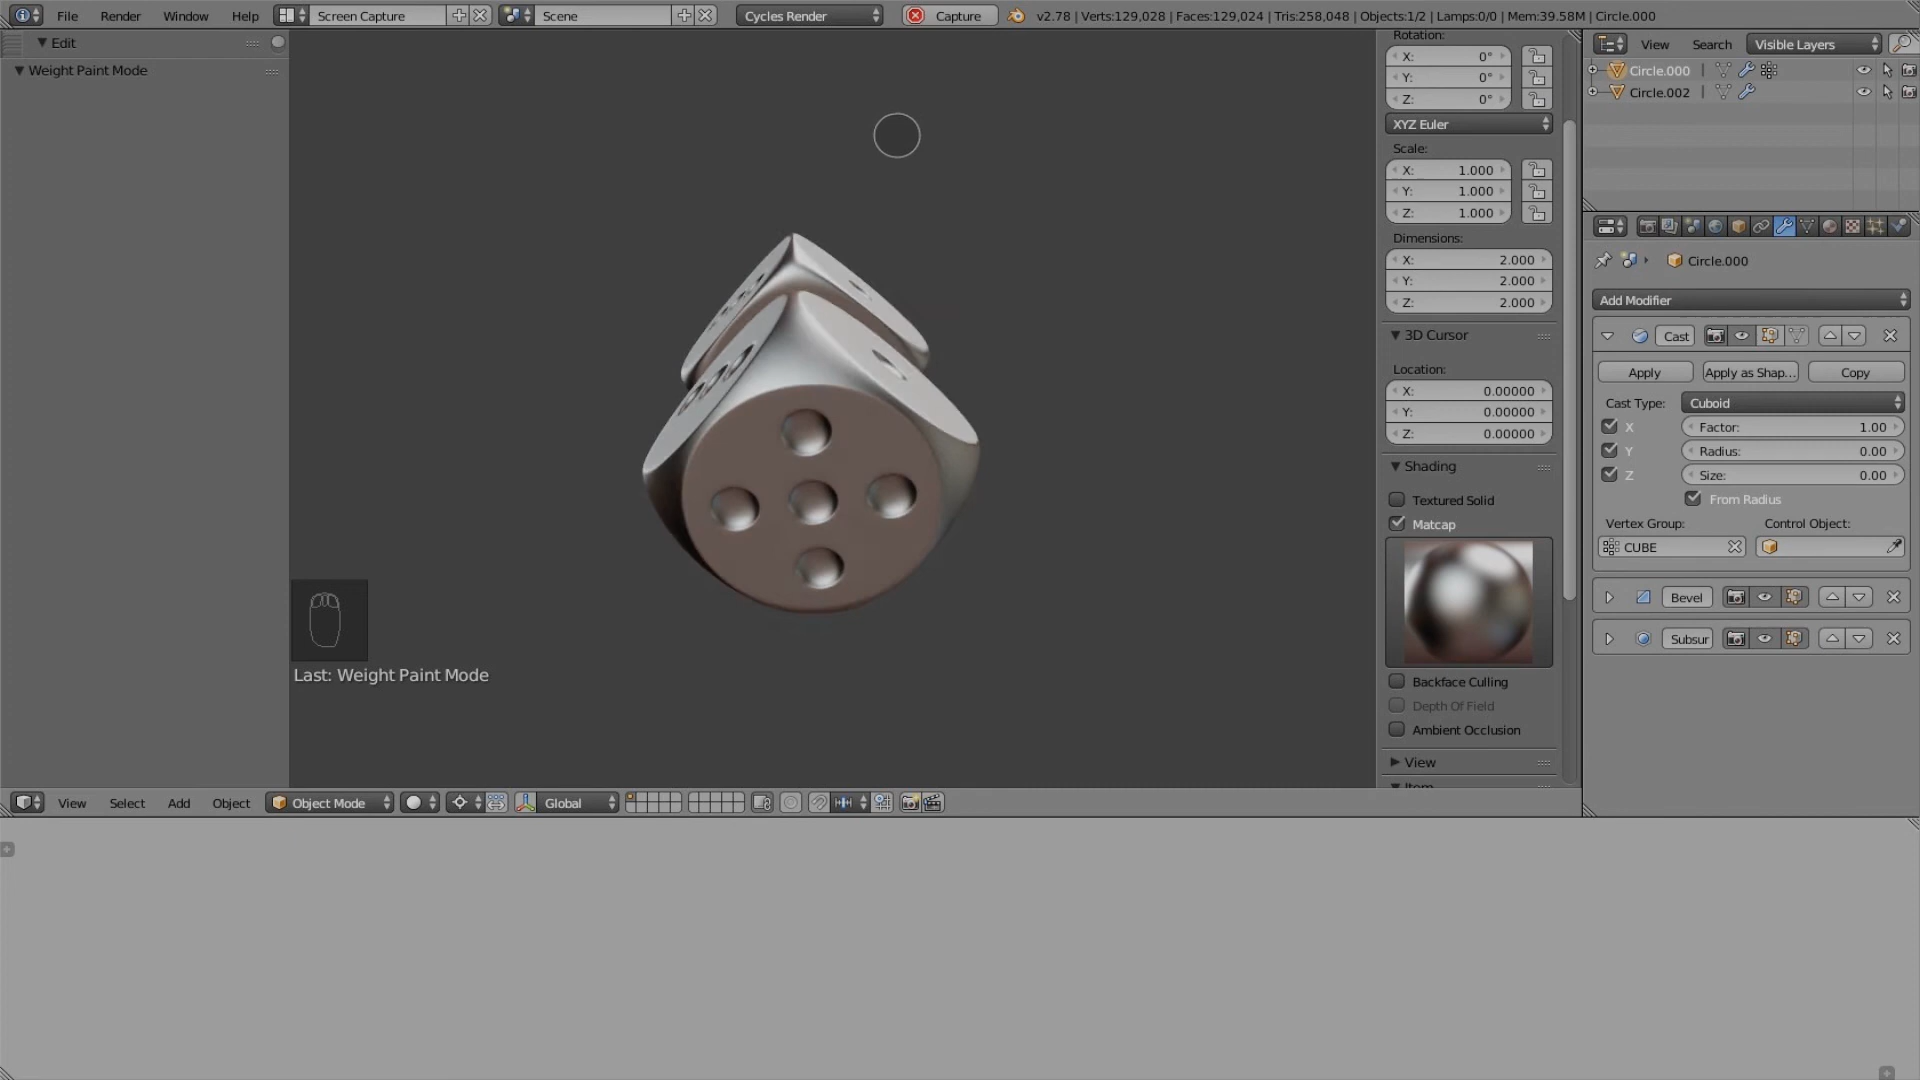 File Render Window Help Screen Capture Scene Cycles Render Capture v2.78 | Verts:129,028 | Faces:129,024 | Tris:258,048 | Objects:1/2 | Lamps:0/0 | Mem:39.58M | Circle.000
Edit
Weight Paint Mode
Last: Weight Paint Mode
Rotation:
X: 0°
Y: 0°
Z: 0°
XYZ Euler
Scale:
X: 1.000
Y: 1.000
Z: 1.000
Dimensions:
X: 2.000
Y: 2.000
Z: 2.000
3D Cursor
Location:
X: 0.00000
Y: 0.00000
Z: 0.00000
Shading
Textured Solid
Matcap
Backface Culling
Depth Of Field
Ambient Occlusion
View
View Search Visible Layers
Circle.000
Circle.002
Circle.000
Add Modifier
Cast
Apply Apply as Shap... Copy
Cast Type: Cuboid
X Factor: 1.00
Y Radius: 0.00
Z Size: 0.00
From Radius
Vertex Group: Control Object:
CUBE
Bevel
Subsur
View Select Add Object Object Mode Global